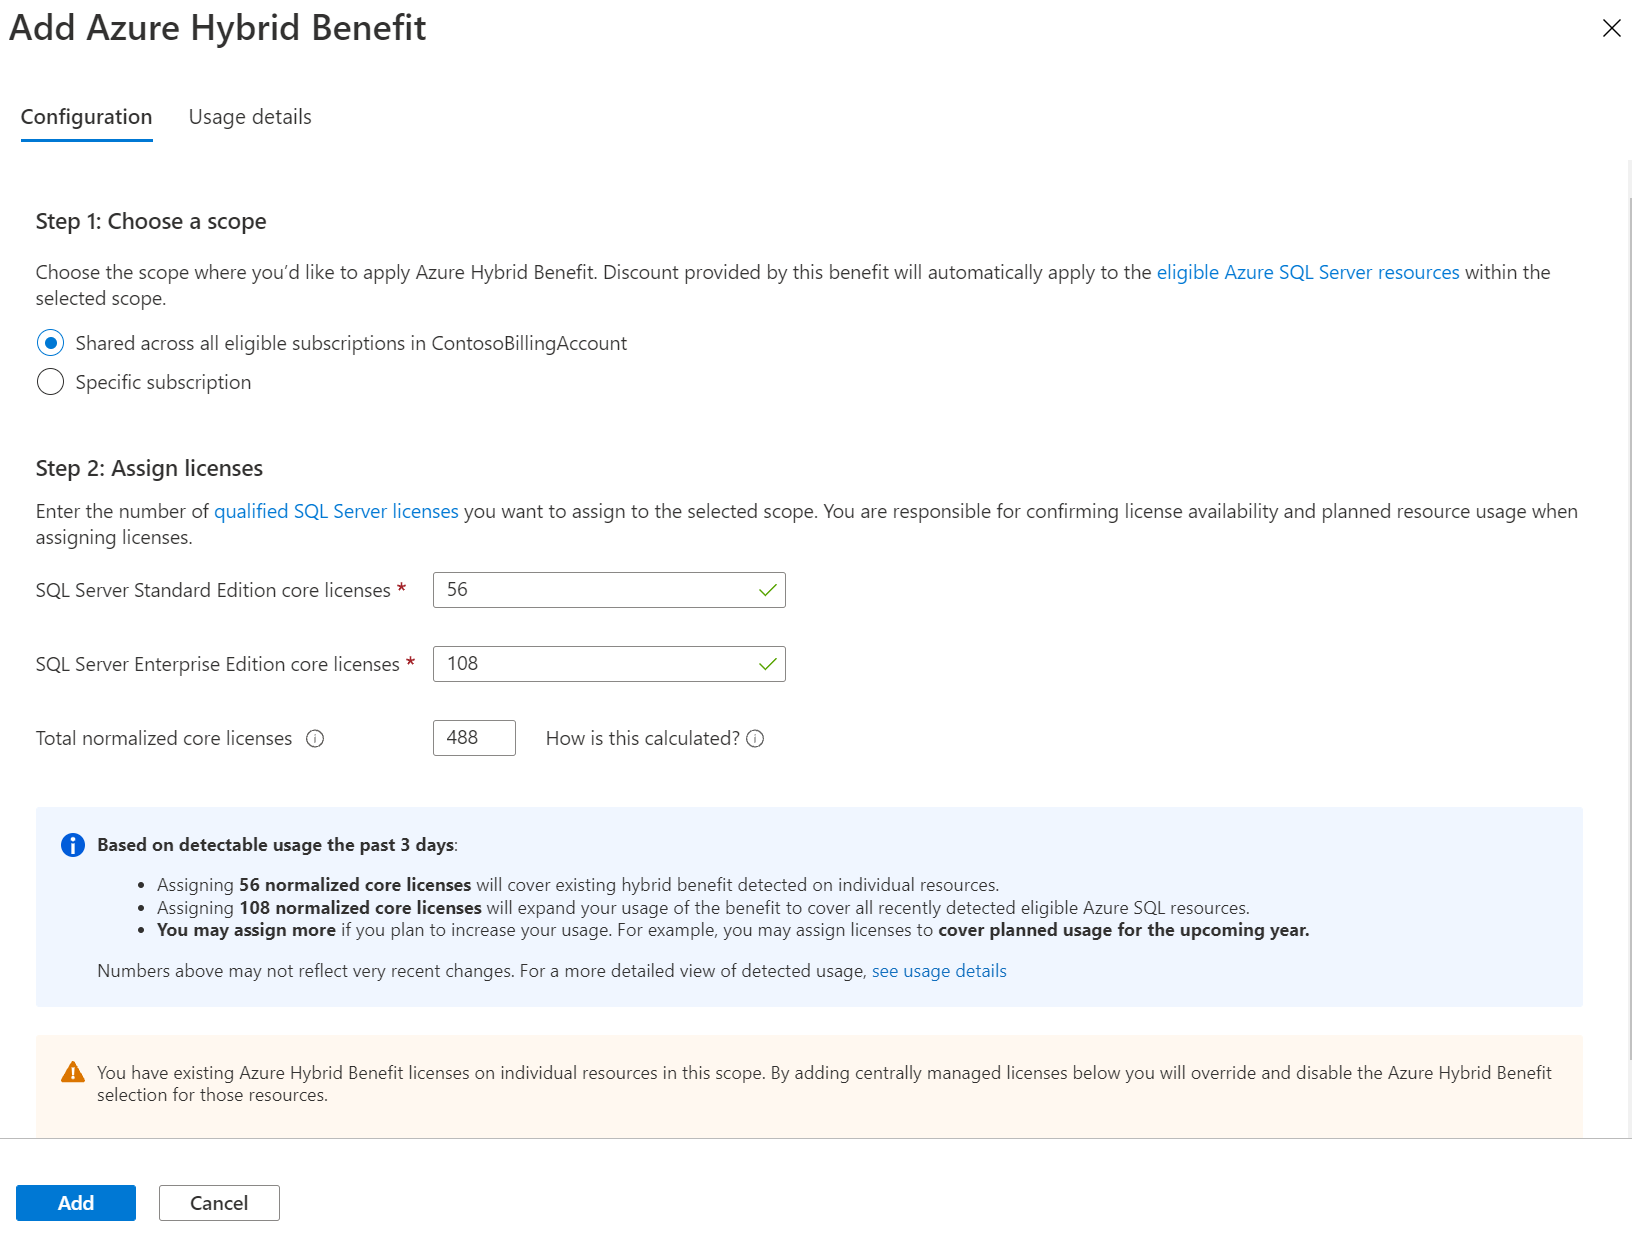 Add Azure Hybrid Benefit
Configuration
Usage details
Step 1: Choose a scope
Choose the scope where you’d like to apply Azure Hybrid Benefit. Discount provided by this benefit will automatically apply to the eligible Azure SQL Server resources within the
selected scope.
Shared across all eligible subscriptions in ContosoBillingAccount
Specific subscription
Step 2: Assign licenses
Enter the number of qualified SQL Server licenses you want to assign to the selected scope. You are responsible for confirming license availability and planned resource usage when
assigning licenses.
SQL Server Standard Edition core licenses * 56
SQL Server Enterprise Edition core licenses * 108
Total normalized core licenses 488 How is this calculated?
Based on detectable usage the past 3 days:
• Assigning 56 normalized core licenses will cover existing hybrid benefit detected on individual resources.
• Assigning 108 normalized core licenses will expand your usage of the benefit to cover all recently detected eligible Azure SQL resources.
• You may assign more if you plan to increase your usage. For example, you may assign licenses to cover planned usage for the upcoming year.
Numbers above may not reflect very recent changes. For a more detailed view of detected usage, see usage details
You have existing Azure Hybrid Benefit licenses on individual resources in this scope. By adding centrally managed licenses below you will override and disable the Azure Hybrid Benefit
selection for those resources.
Add
Cancel